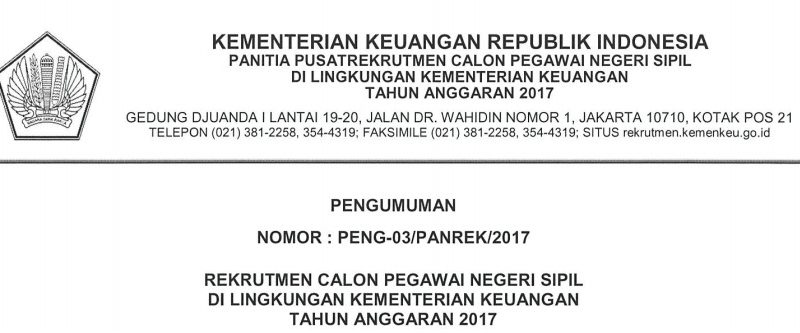 KEMENTERIAN KEUANGAN REPUBLIK INDONESIA
PANITIA PUSATREKRUTMEN CALON PEGAWAI NEGERI SIPIL
DI LINGKUNGAN KEMENTERIAN KEUANGAN
TAHUN ANGGARAN 2017
GEDUNG DJUANDA I LANTAI 19-20, JALAN DR. WAHIDIN NOMOR 1, JAKARTA 10710, KOTAK POS 21
TELEPON (021) 381-2258, 354-4319; FAKSIMILE (021) 381-2258, 354-4319; SITUS rekrutmen.kemenkeu.go.id
PENGUMUMAN
NOMOR : PENG-03/PANREK/2017
REKRUTMEN CALON PEGAWAI NEGERI SIPIL
DI LINGKUNGAN KEMENTERIAN KEUANGAN
TAHUN ANGGARAN 2017